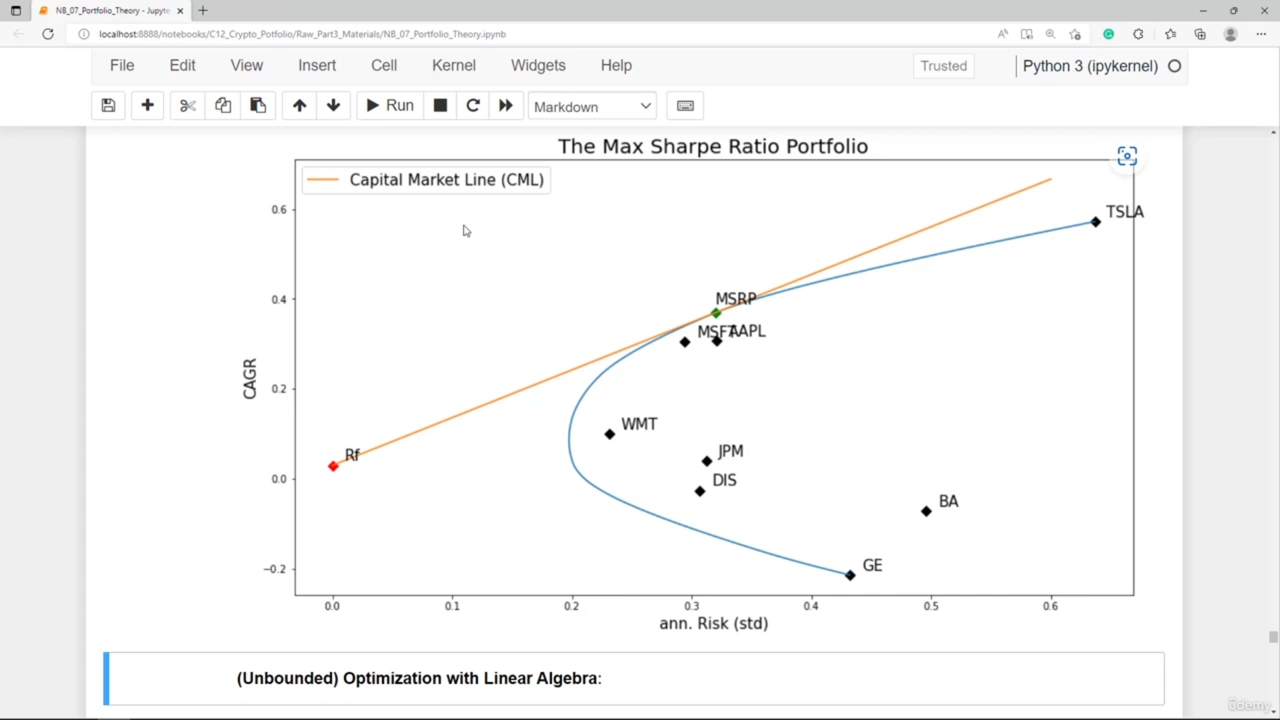 NB_07_Portfolio_Theory - Jupyte
localhost:8888/notebooks/C12_Crypto_Potfolio/Raw_Part3_Materials/NB_07_Portfolio_Theory.ipynb
File Edit View Insert Cell Kernel Widgets Help Trusted Python 3 (ipykernel)
Run Markdown
The Max Sharpe Ratio Portfolio
Capital Market Line (CML)
0.6
TSLA
0.4
MSRP
MSFT AAPL
CAGR
0.2
WMT
JPM
Rf
0.0
DIS
BA
GE
−0.2
0.0 0.1 0.2 0.3 0.4 0.5 0.6
ann. Risk (std)
(Unbounded) Optimization with Linear Algebra:
Udemy